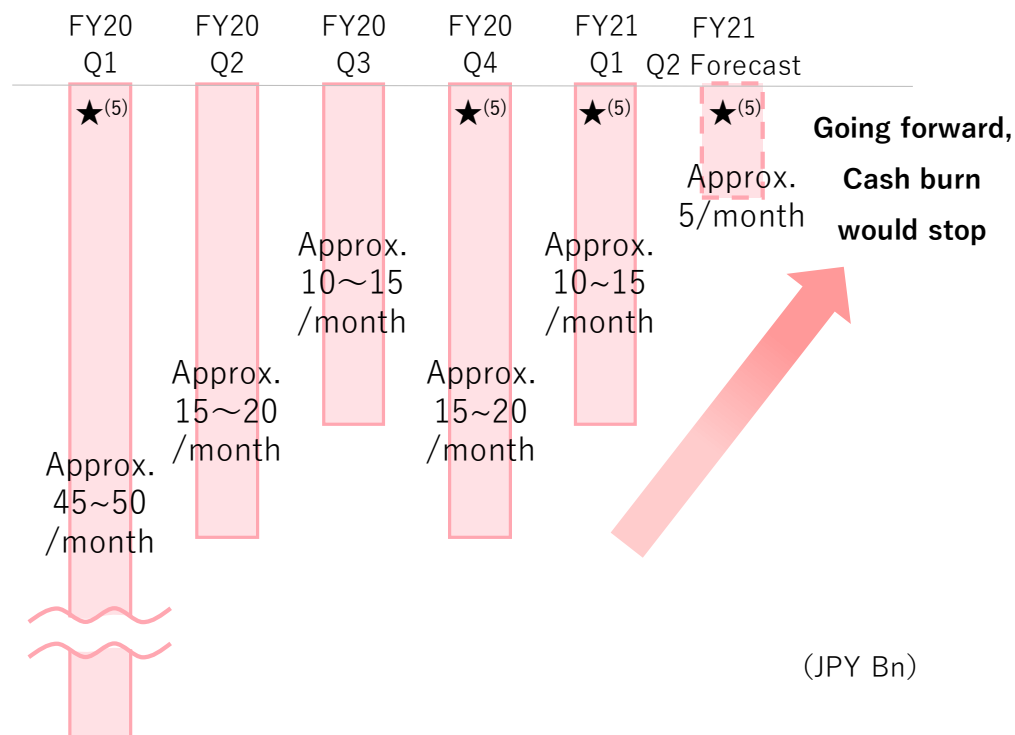 FY20
Q1
FY20
Q2
FY20
Q3
FY20
Q4
FY21
Q1
FY21
Q2 Forecast
★(5)
★(5)
★(5)
★(5)
Approx.
45~50
/month
Approx.
15～20
/month
Approx.
10～15
/month
Approx.
15~20
/month
Approx.
10~15
/month
Approx.
5/month
Going forward,
Cash burn
would stop
(JPY Bn)